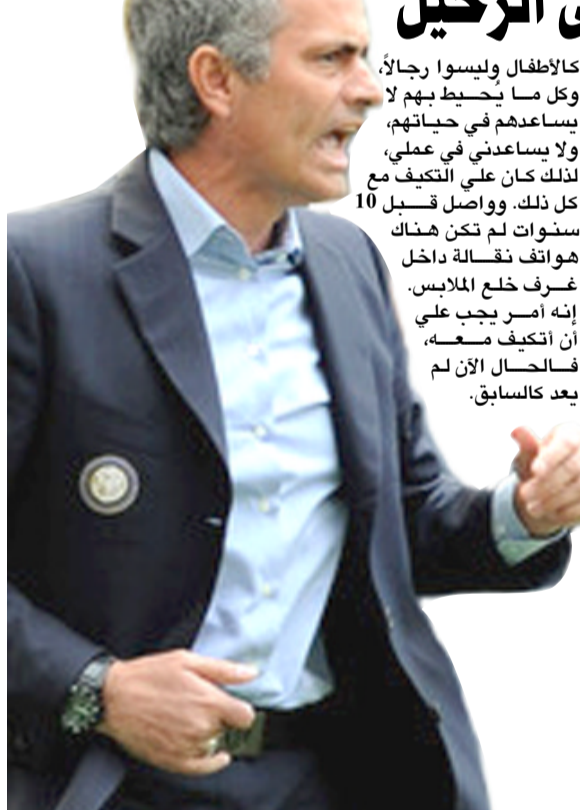 الرحيل
كالأطفال وليسوا رجالاً،
وكل ما يُحيط بهم لا
يساعدهم في حياتهم،
ولا يساعدني في عملي،
لذلك كان علي التكيف مع
كل ذلك. وواصل قبل 10
سنوات لم تكن هناك
هواتف نقالة داخل
غرف خلع الملابس.
إنه أمر يجب علي
أن أتكيف معه،
فالحال الآن لم
يعد كالسابق.